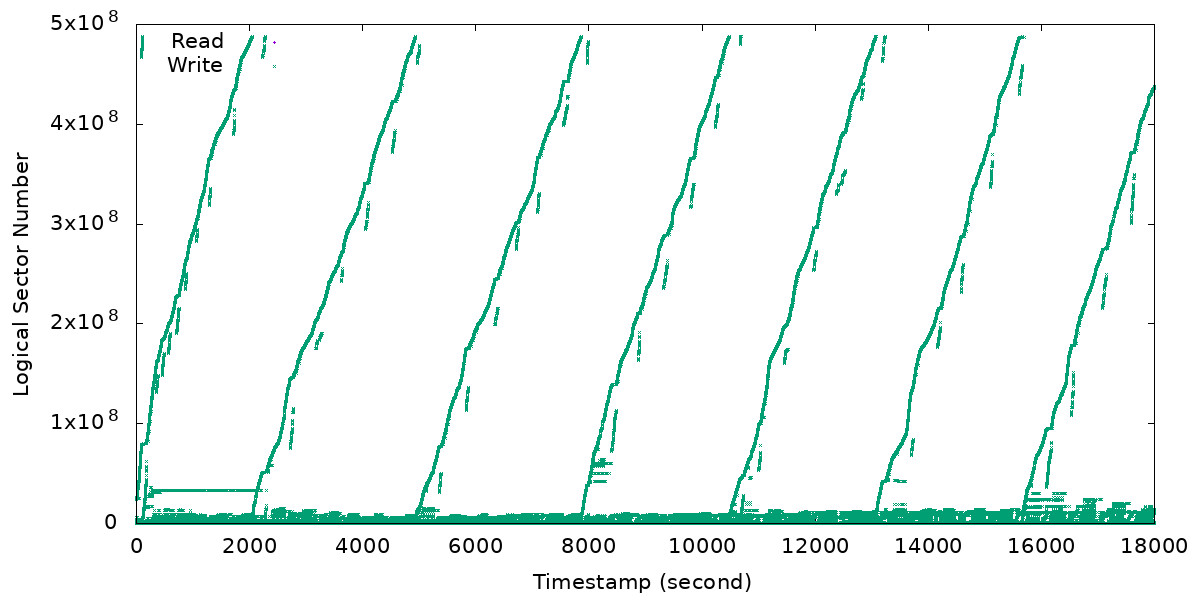 5x10^8
4x10^8
3x10^8
2x10^8
1x10^8
0
Logical Sector Number
Read
Write
0 2000 4000 6000 8000 10000 12000 14000 16000 18000
Timestamp (second)